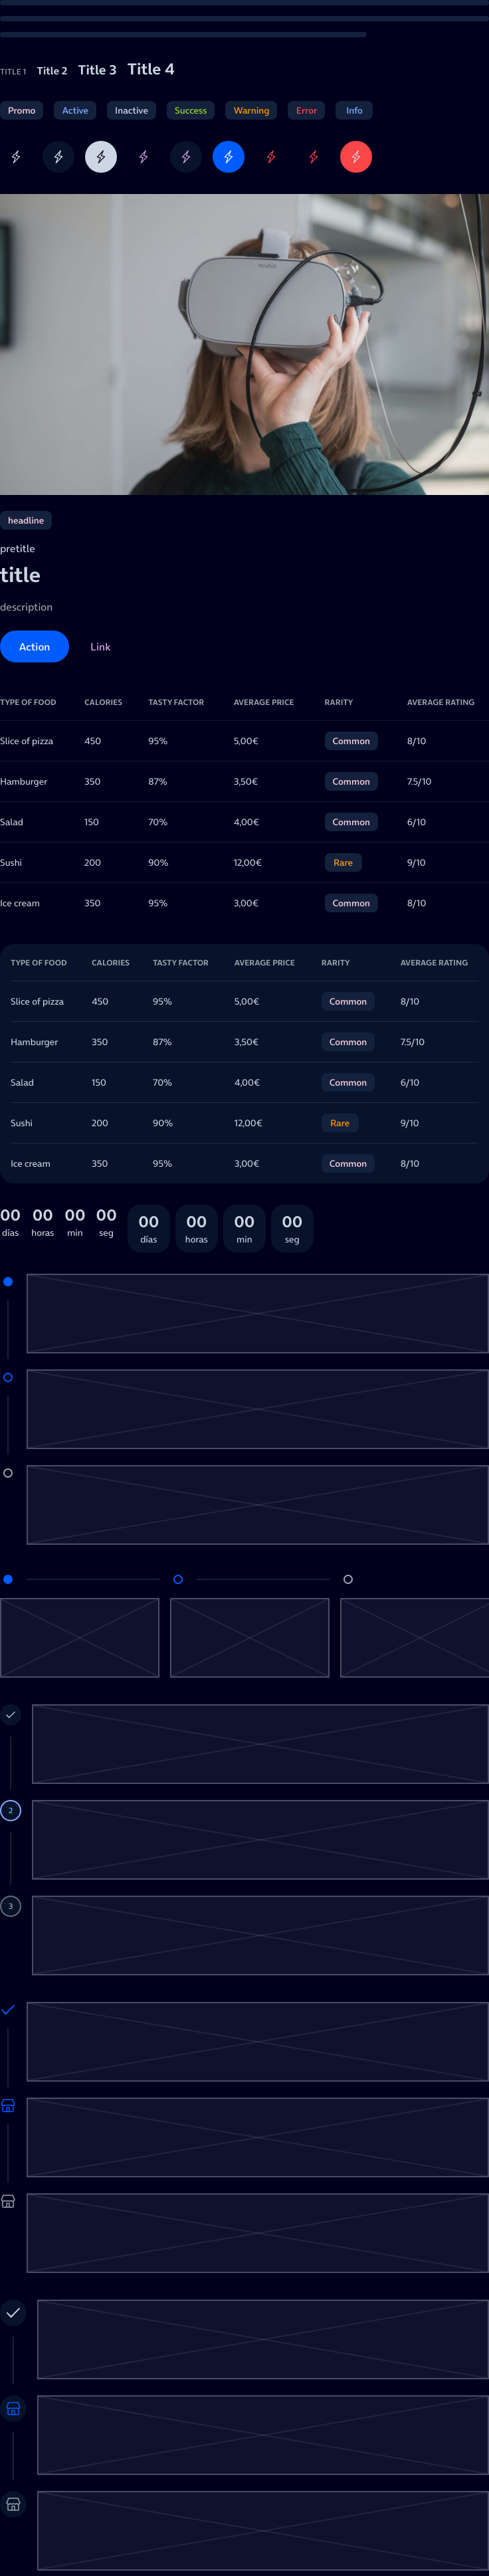 TITLE 1 Title 2 Title 3 Title 4
Promo Active Inactive Success Warning Error Info
oculus
headline
pretitle
title
description
Action Link
TYPE OF FOOD CALORIES TASTY FACTOR AVERAGE PRICE RARITY AVERAGE RATING
Slice of pizza 450 95% 5,00€ Common 8/10
Hamburger 350 87% 3,50€ Common 7.5/10
Salad 150 70% 4,00€ Common 6/10
Sushi 200 90% 12,00€ Rare 9/10
Ice cream 350 95% 3,00€ Common 8/10
TYPE OF FOOD CALORIES TASTY FACTOR AVERAGE PRICE RARITY AVERAGE RATING
Slice of pizza 450 95% 5,00€ Common 8/10
Hamburger 350 87% 3,50€ Common 7.5/10
Salad 150 70% 4,00€ Common 6/10
Sushi 200 90% 12,00€ Rare 9/10
Ice cream 350 95% 3,00€ Common 8/10
00 00 00 00 00 00 00 00
días horas min seg días horas min seg
2
3